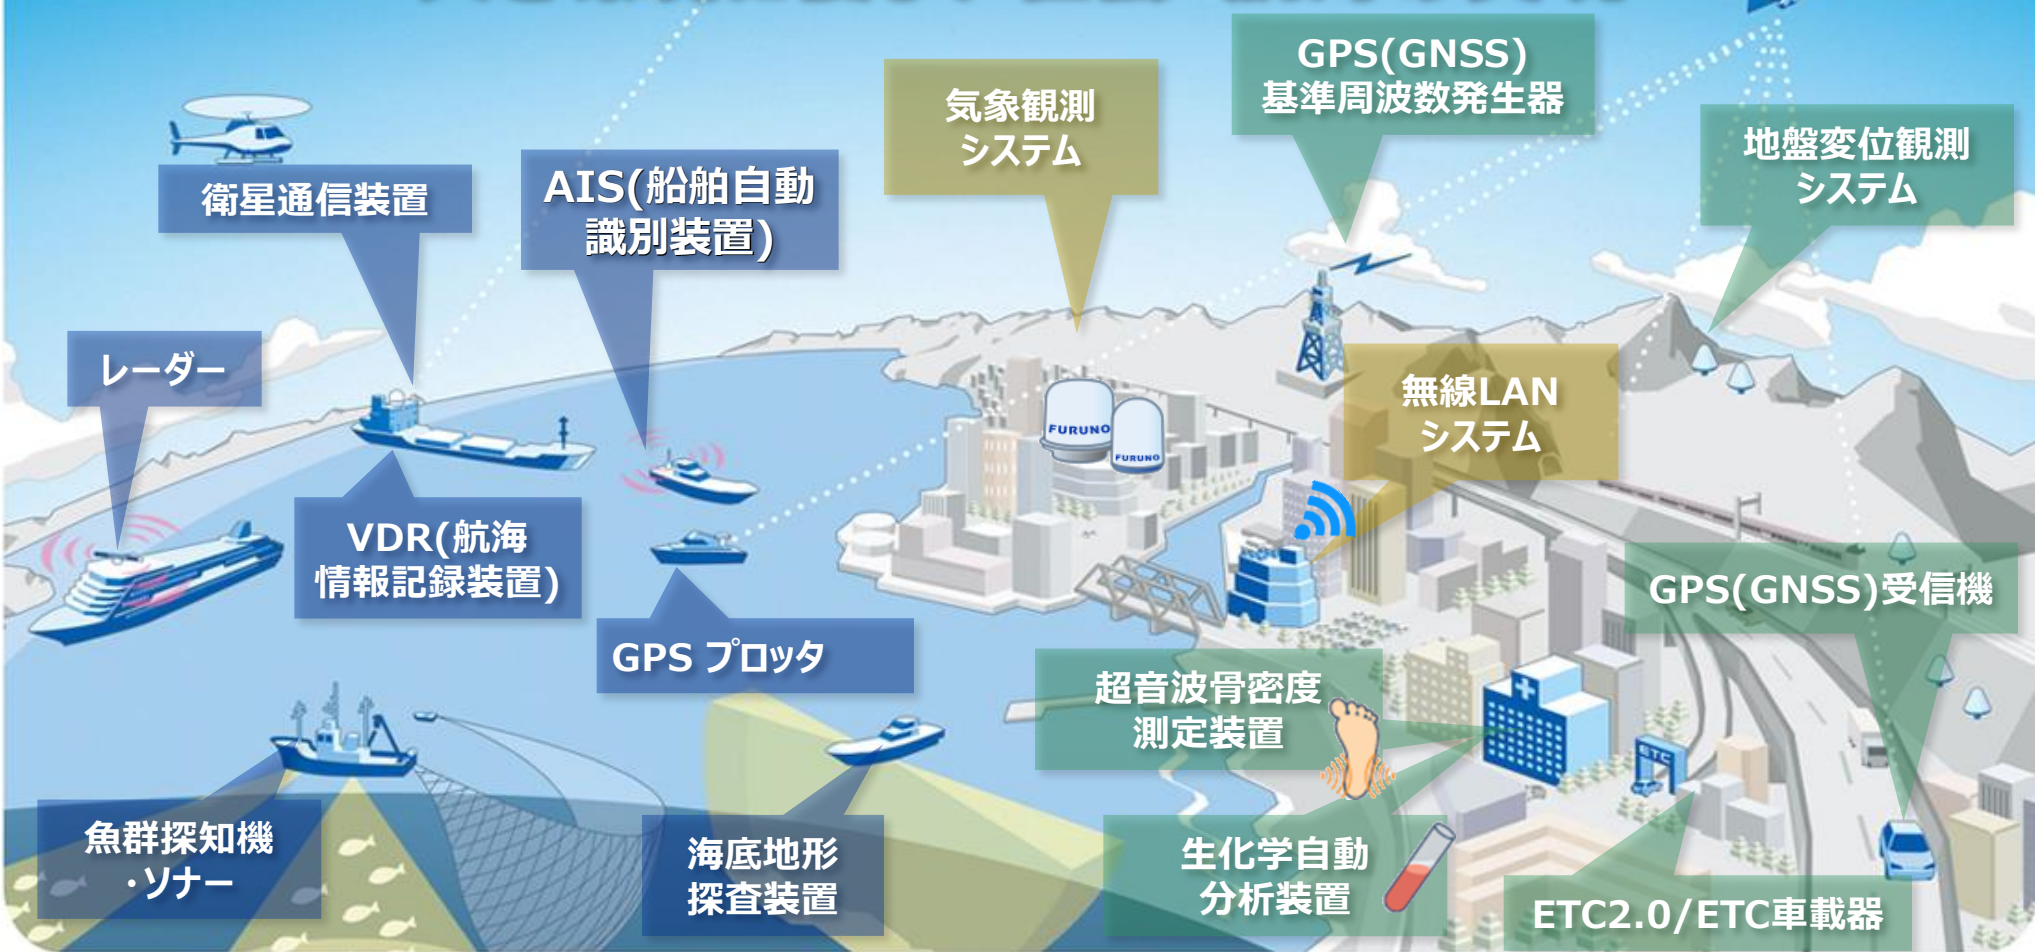 GPS(GNSS)
基準周波数発生器
気象観測
システム
地盤変位観測
システム
衛星通信装置
AIS(船舶自動
識別装置)
レーダー
無線LAN
システム
FURUNO
FURUNO
VDR(航海
情報記録装置)
GPS(GNSS)受信機
GPS プロッタ
超音波骨密度
測定装置
ETC
魚群探知機
・ソナー
海底地形
探査装置
生化学自動
分析装置
ETC2.0/ETC車載器